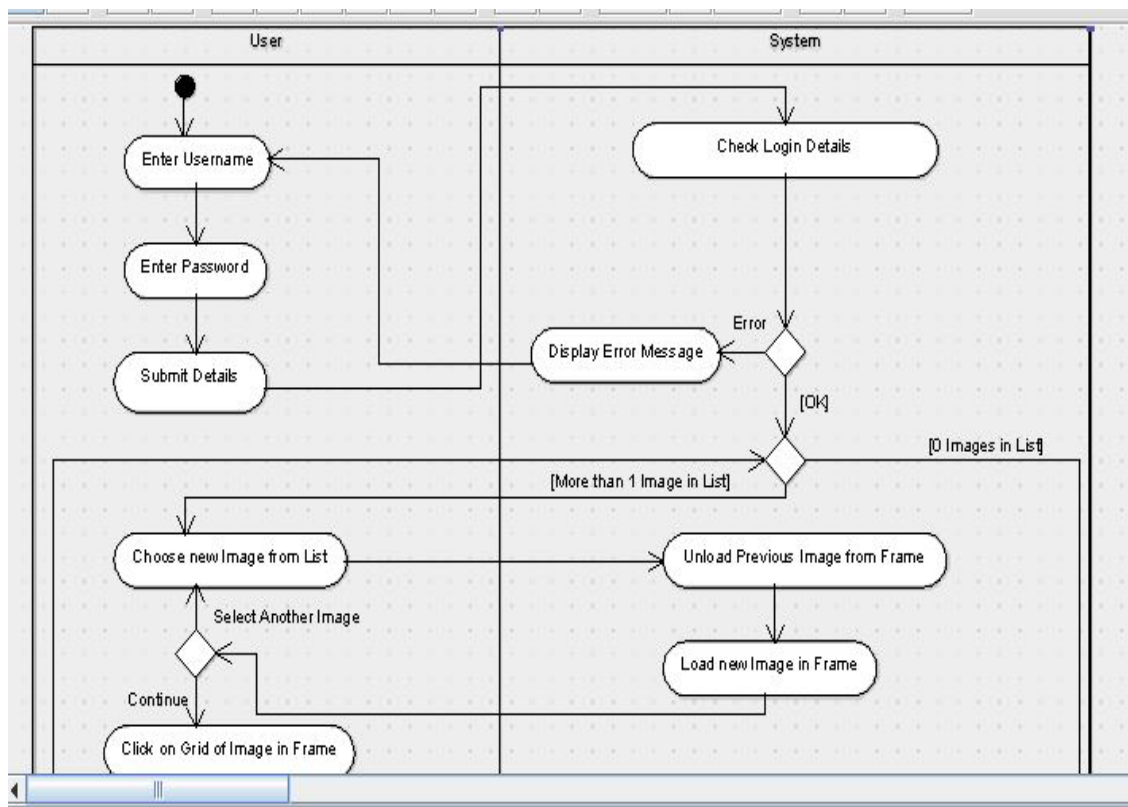 User
System
Enter Username
Check Login Details
Enter Password
Error
Display Error Message
Submit Details
[OK]
[0 Images in List]
[More than 1 Image in List]
Choose new Image from List
Unload Previous Image from Frame
Select Another Image
Load new Image in Frame
Continue
Click on Grid of Image in Frame